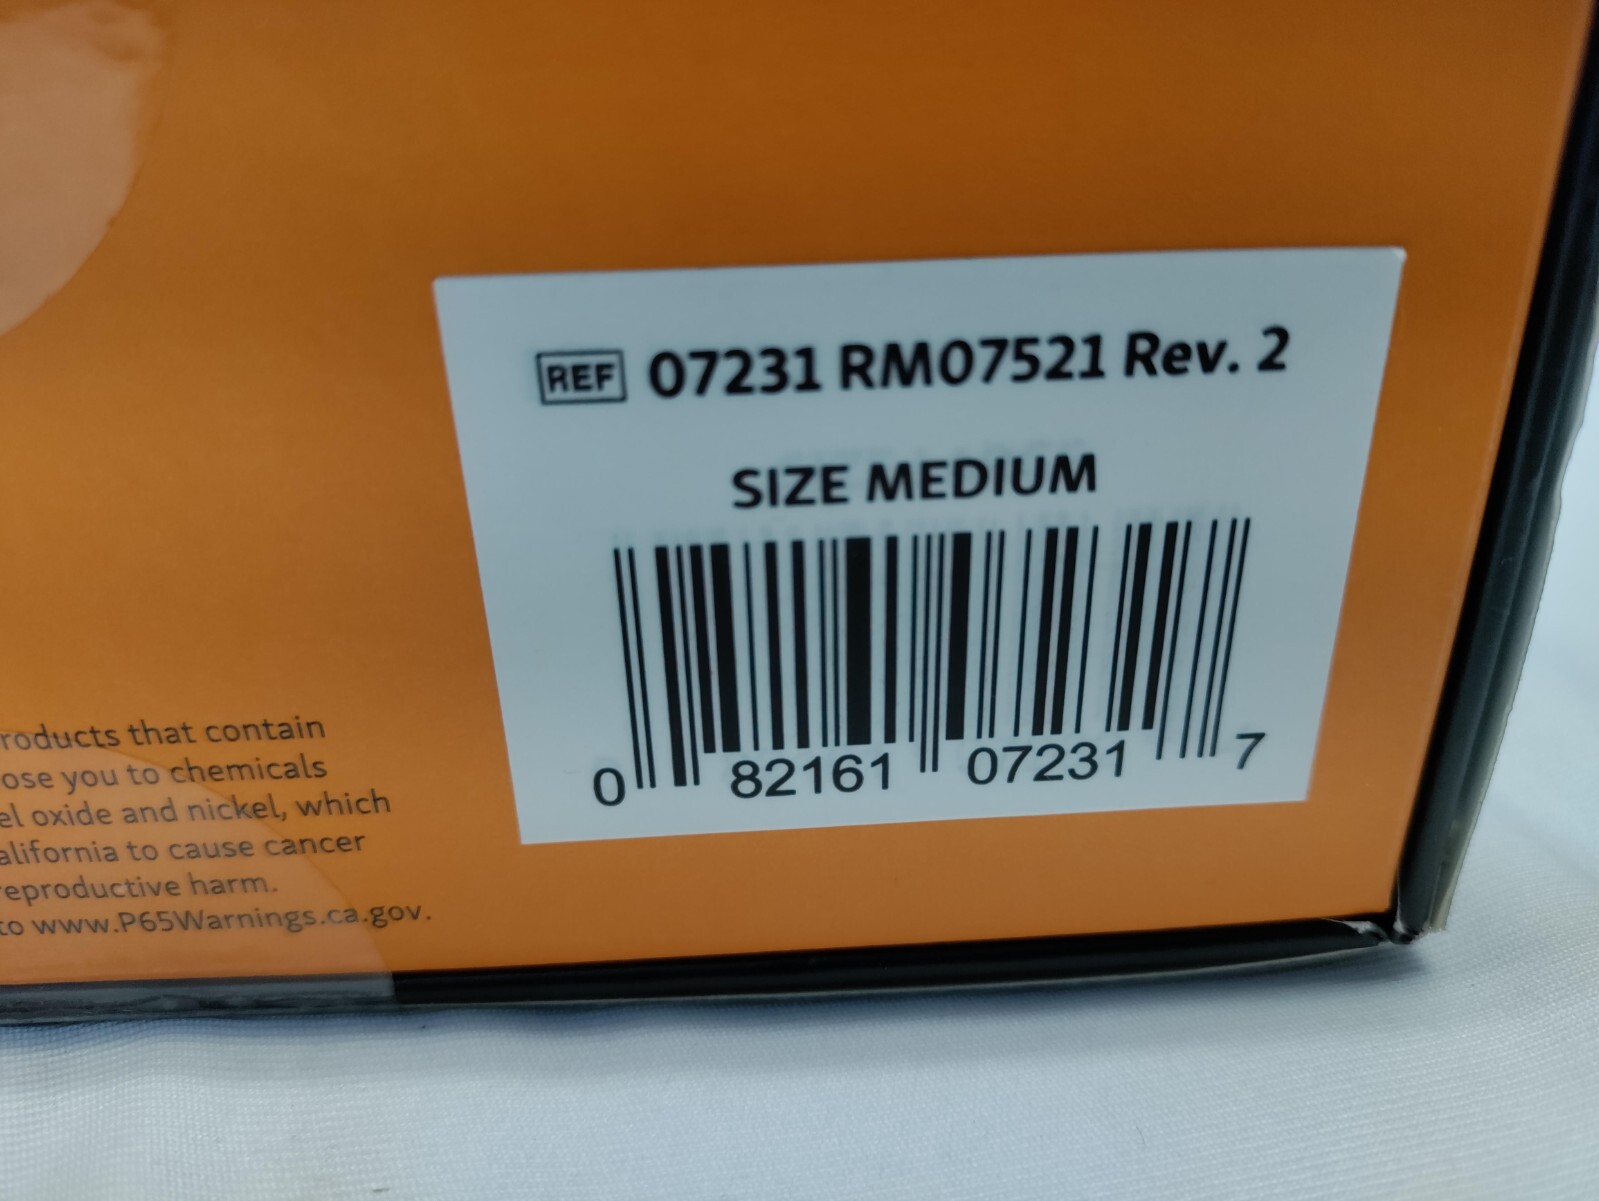 REF 07231 RM07521 Rev. 2
SIZE MEDIUM
0 82161 07231 7
roducts that contain
ose you to chemicals
el oxide and nickel, which
alifornia to cause cancer
reproductive harm.
to www.P65Warnings.ca.gov.